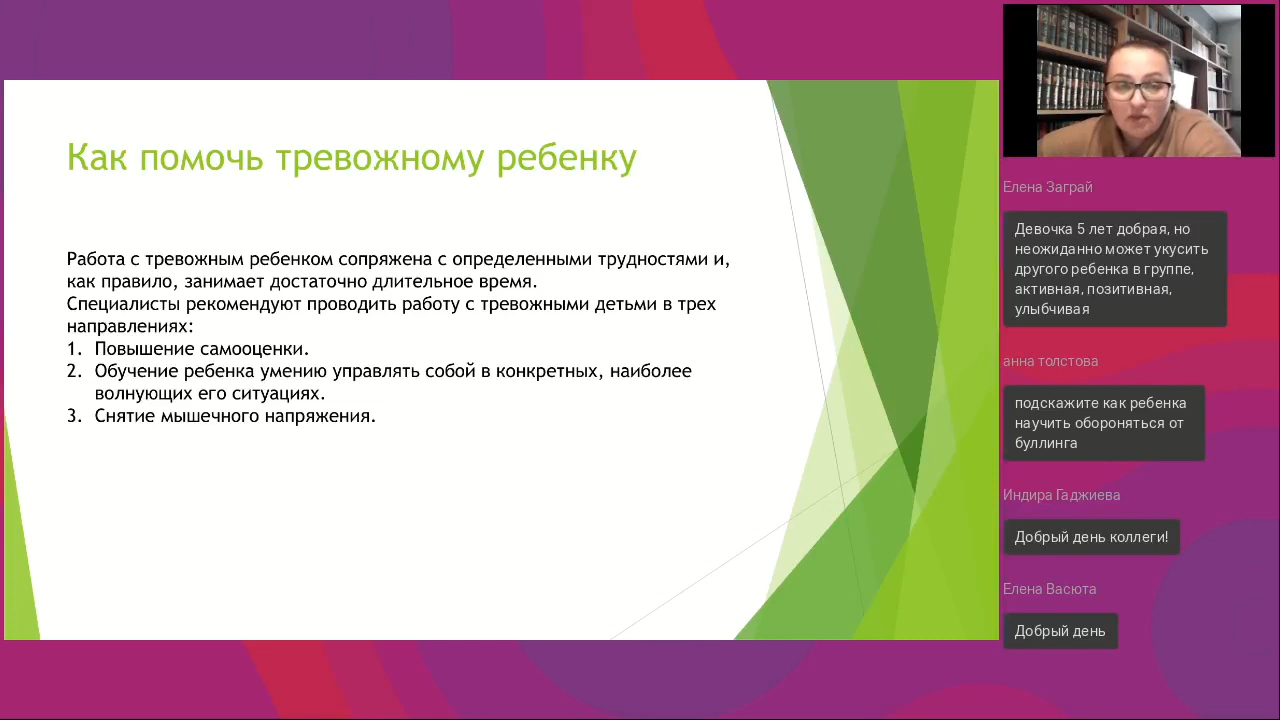 Как помочь тревожному ребенку
Работа с тревожным ребенком сопряжена с определенными трудностями и,
как правило, занимает достаточно длительное время.
Специалисты рекомендуют проводить работу с тревожными детьми в трех
направлениях:
1. Повышение самооценки.
2. Обучение ребенка умению управлять собой в конкретных, наиболее
волнующих его ситуациях.
3. Снятие мышечного напряжения.
Елена Заграй
Девочка 5 лет добрая, но
неожиданно может укусить
другого ребенка в группе,
активная, позитивная,
улыбчивая
анна толстова
подскажите как ребенка
научить обороняться от
буллинга
Индира Гаджиева
Добрый день коллеги!
Елена Васюта
Добрый день